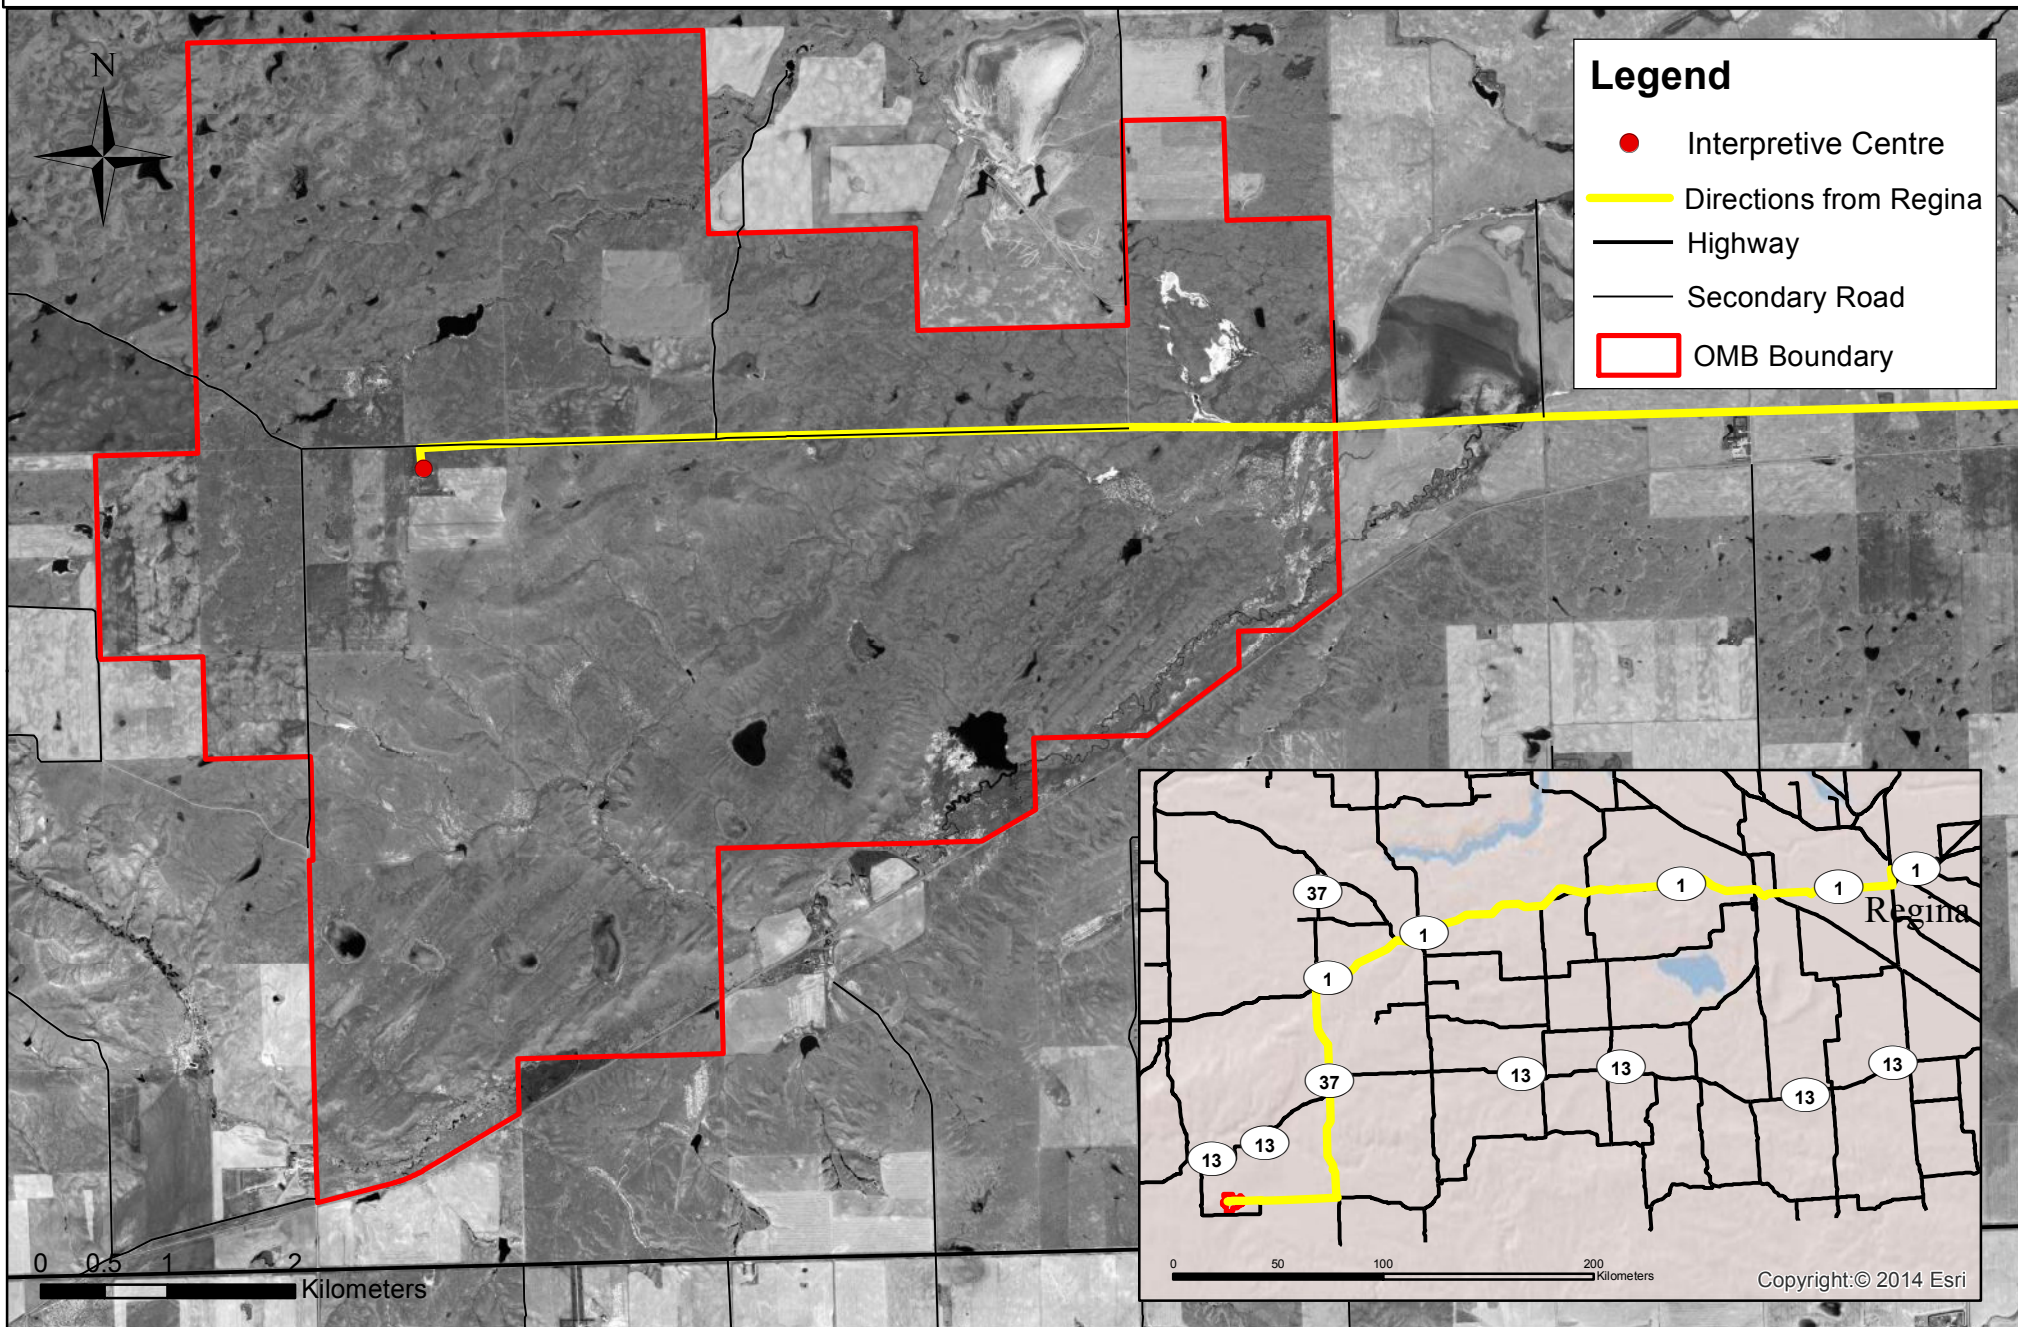 N
Legend
Interpretive Centre
Directions from Regina
Highway
Secondary Road
OMB Boundary
1
1
1
37
Regina
1
1
37
13
13
13
13
13
13
0 50 100 200
Kilometers
Copyright:© 2014 Esri
0 0.5 1 2
Kilometers